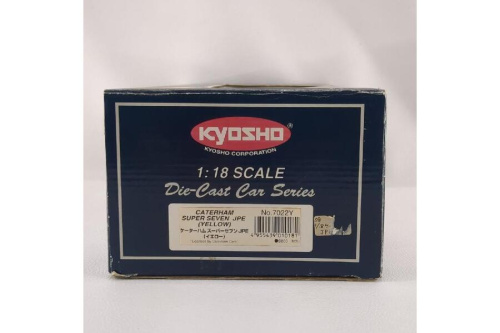 KYOSHO
KYOSHO CORPORATION
1:18 SCALE
Die-Cast Car Series
CATERHAM
SUPER SEVEN JPE
(YELLOW)
ケーターハム スーパーセブン JPE
(イエロー)
No.7022Y